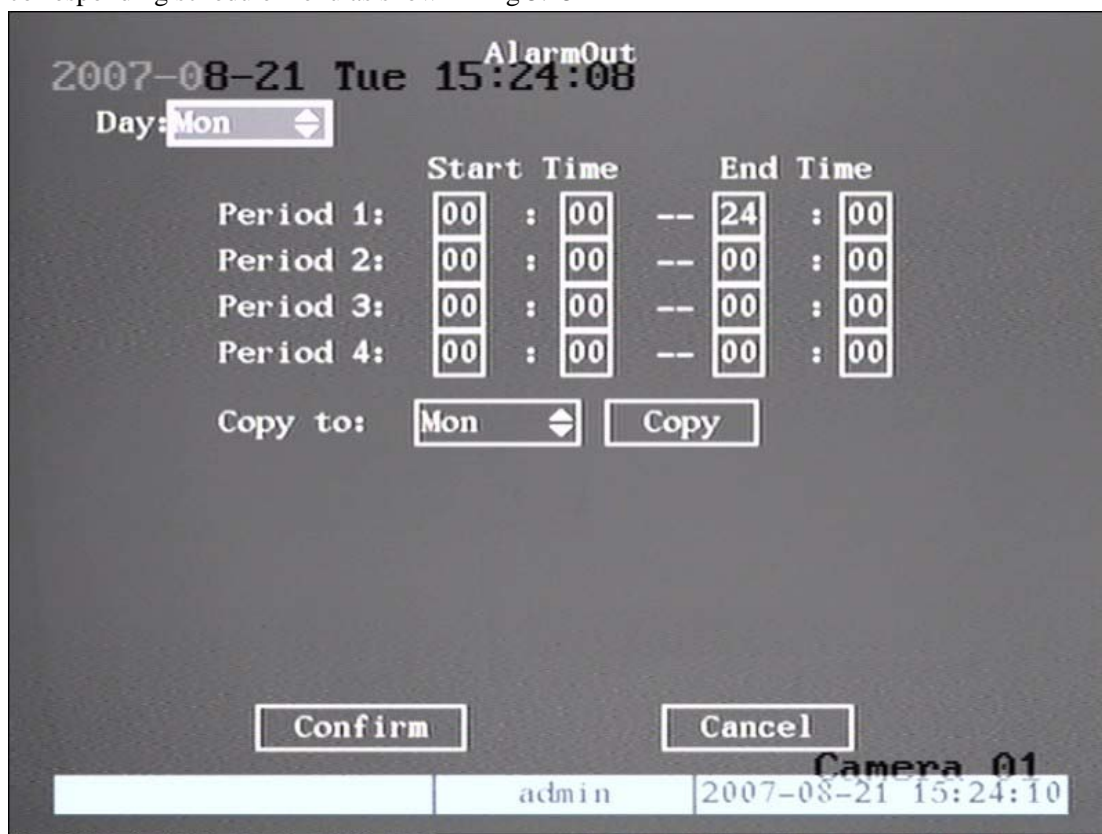 AlarmOut
2007-08-21 Tue 15:24:08
Day: Mon
Start Time End Time
Period 1: 00 : 00 -- 24 : 00
Period 2: 00 : 00 -- 00 : 00
Period 3: 00 : 00 -- 00 : 00
Period 4: 00 : 00 -- 00 : 00
Copy to: Mon Copy
Confirm Cancel
Camera 01
admin 2007-08-21 15:24:10